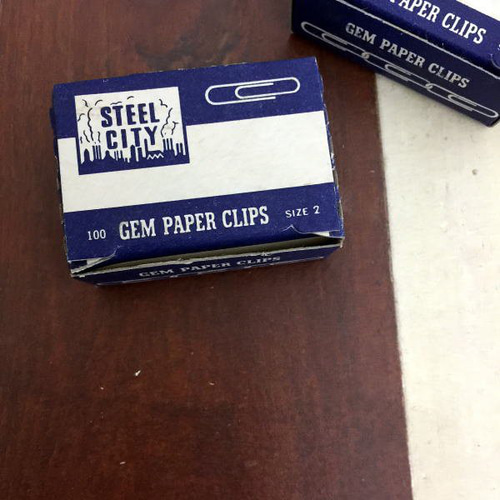 STEEL
CITY
100 GEM PAPER CLIPS SIZE 2
GEM PAPER CLIPS
PAPER CLIPS
GEM PAPER CLIPS